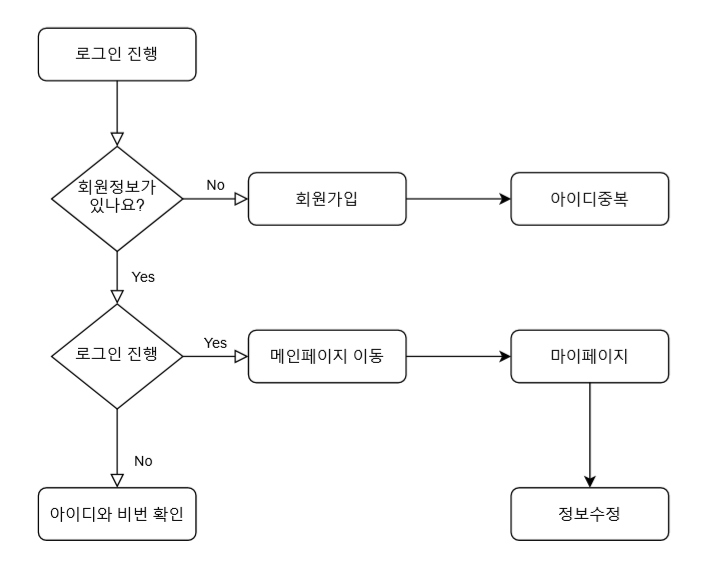 로그인 진행
회원정보가
있나요?
No
회원가입
아이디중복
Yes
로그인 진행
Yes
메인페이지 이동
마이페이지
No
아이디와 비번 확인
정보수정